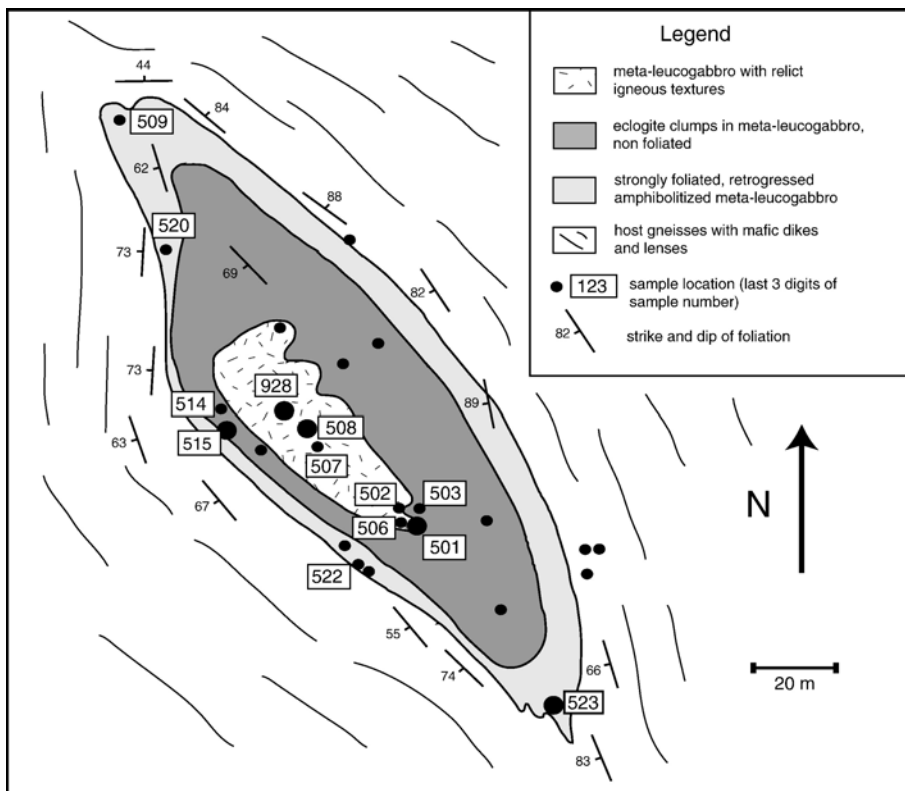 Legend
meta-leucogabbro with relict
igneous textures
eclogite clumps in meta-leucogabbro,
non foliated
strongly foliated, retrogressed
amphibolitized meta-leucogabbro
host gneisses with mafic dikes
and lenses
123
sample location (last 3 digits of
sample number)
82
strike and dip of foliation
44
84
509
62
88
520
73
69
82
73
928
89
514
508
515
63
507
502
503
67
506
501
N
522
55
74
66
20 m
523
83